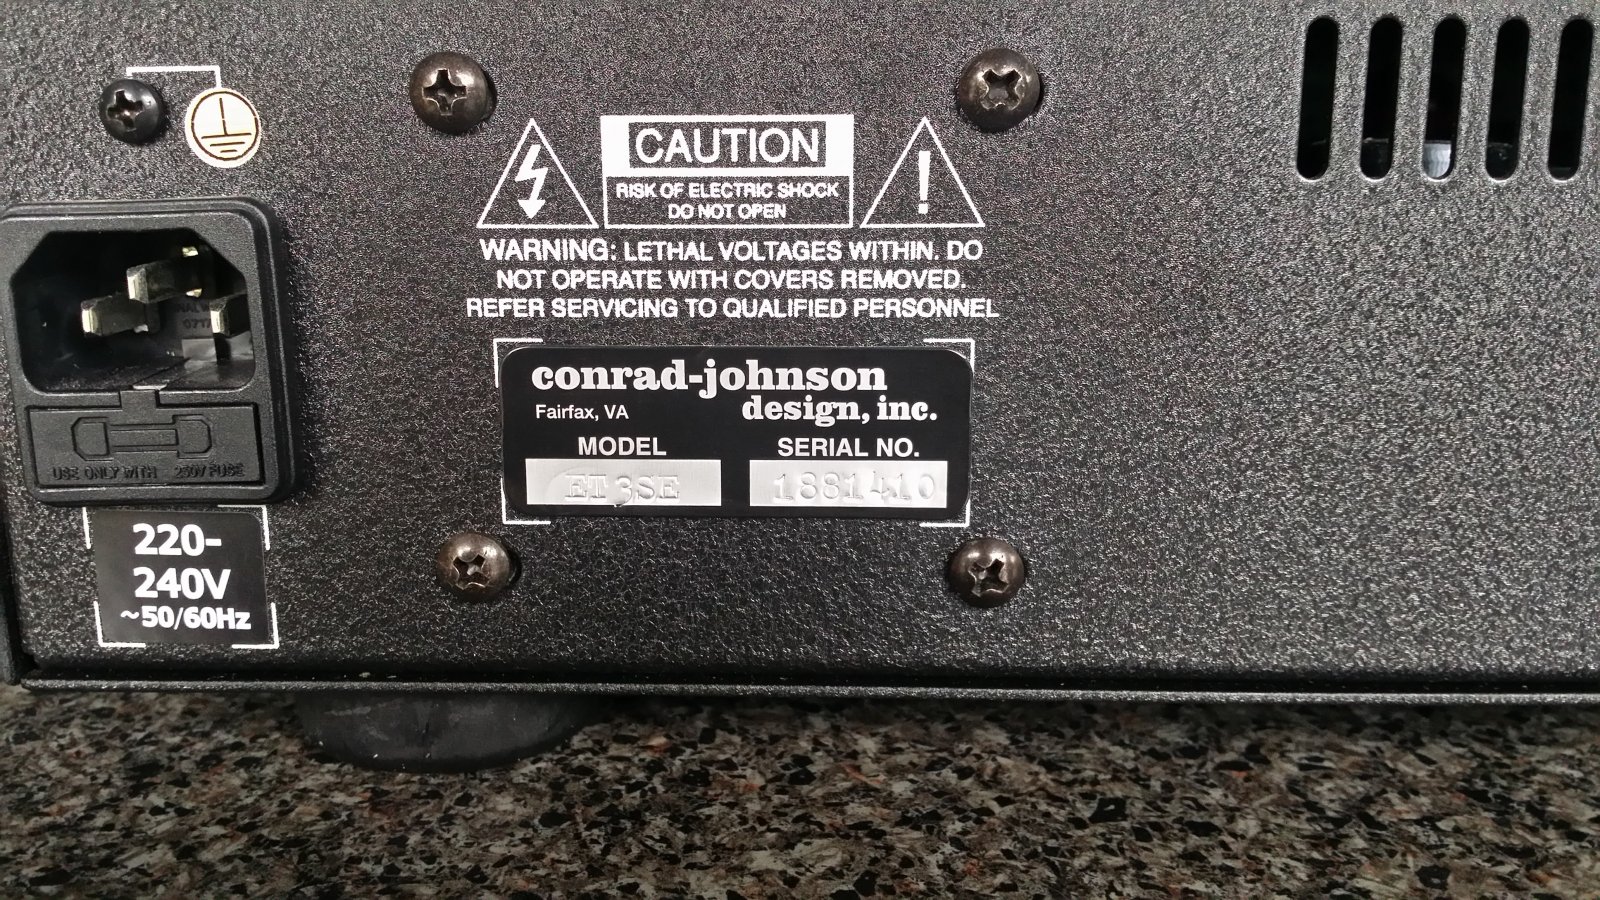 CAUTION
RISK OF ELECTRIC SHOCK
DO NOT OPEN
WARNING: LETHAL VOLTAGES WITHIN. DO
NOT OPERATE WITH COVERS REMOVED.
REFER SERVICING TO QUALIFIED PERSONNEL
conrad-johnson
design, inc.
Fairfax, VA
MODEL
SERIAL NO.
ET3SE
1881410
USE ONLY WITH 250V FUSE
220-
240V
~50/60Hz